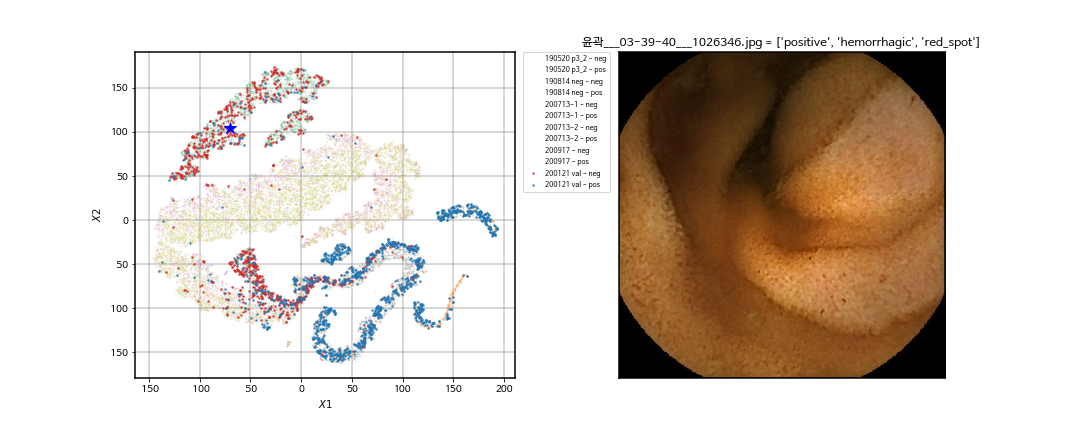 윤곽___03-39-40___1026346.jpg = ['positive', 'hemorrhagic', 'red_spot']
150
100
50
0
50
100
150
X2
150 100 50 0 50 100 150 200
X1
190520 p3_2 - neg
190520 p3_2 - pos
190814 neg - neg
190814 neg - pos
200713-1 - neg
200713-1 - pos
200713-2 - neg
200713-2 - pos
200917 - neg
200917 - pos
200121 val - neg
200121 val - pos